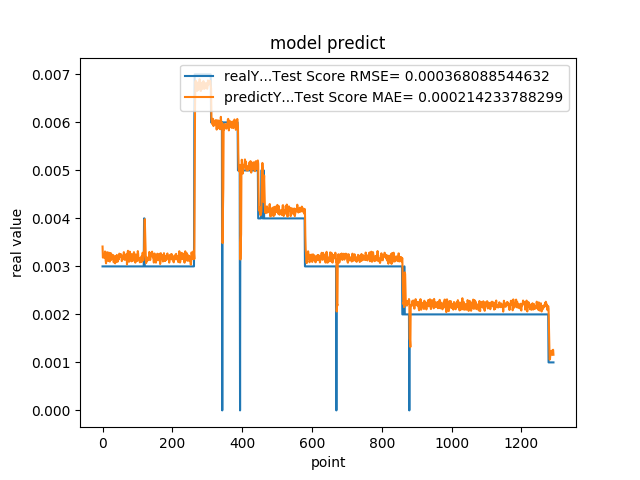 model predict
realY...Test Score RMSE= 0.000368088544632
predictY...Test Score MAE= 0.000214233788299
0.007
0.006
0.005
0.004
0.003
0.002
0.001
0.000
real value
0 200 400 600 800 1000 1200
point